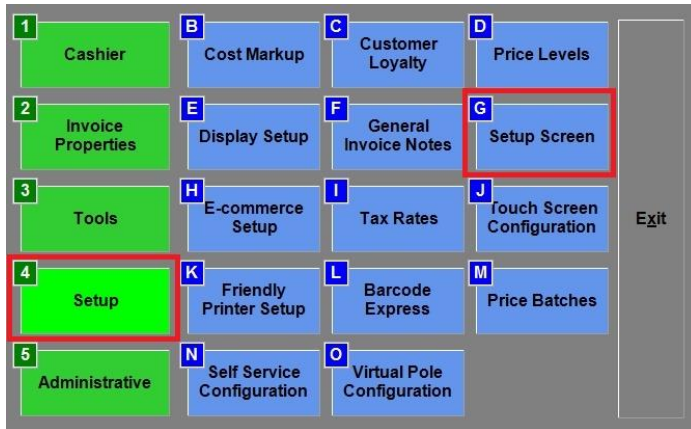 1
Cashier
B
Cost Markup
C
Customer
Loyalty
D
Price Levels
2
Invoice
Properties
E
Display Setup
F
General
Invoice Notes
G
Setup Screen
3
Tools
H
E-commerce
Setup
I
Tax Rates
J
Touch Screen
Configuration
Exit
4
Setup
K
Friendly
Printer Setup
L
Barcode
Express
M
Price Batches
5
Administrative
N
Self Service
Configuration
O
Virtual Pole
Configuration